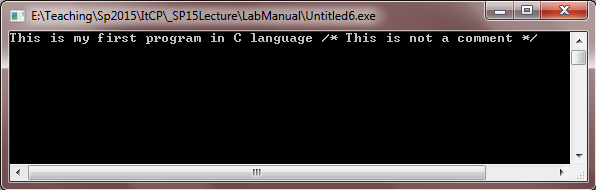 E:\Teaching\Sp2015\ItCP\_SP15Lecture\LabManual\Untitled6.exe
This is my first program in C language /* This is not a comment */